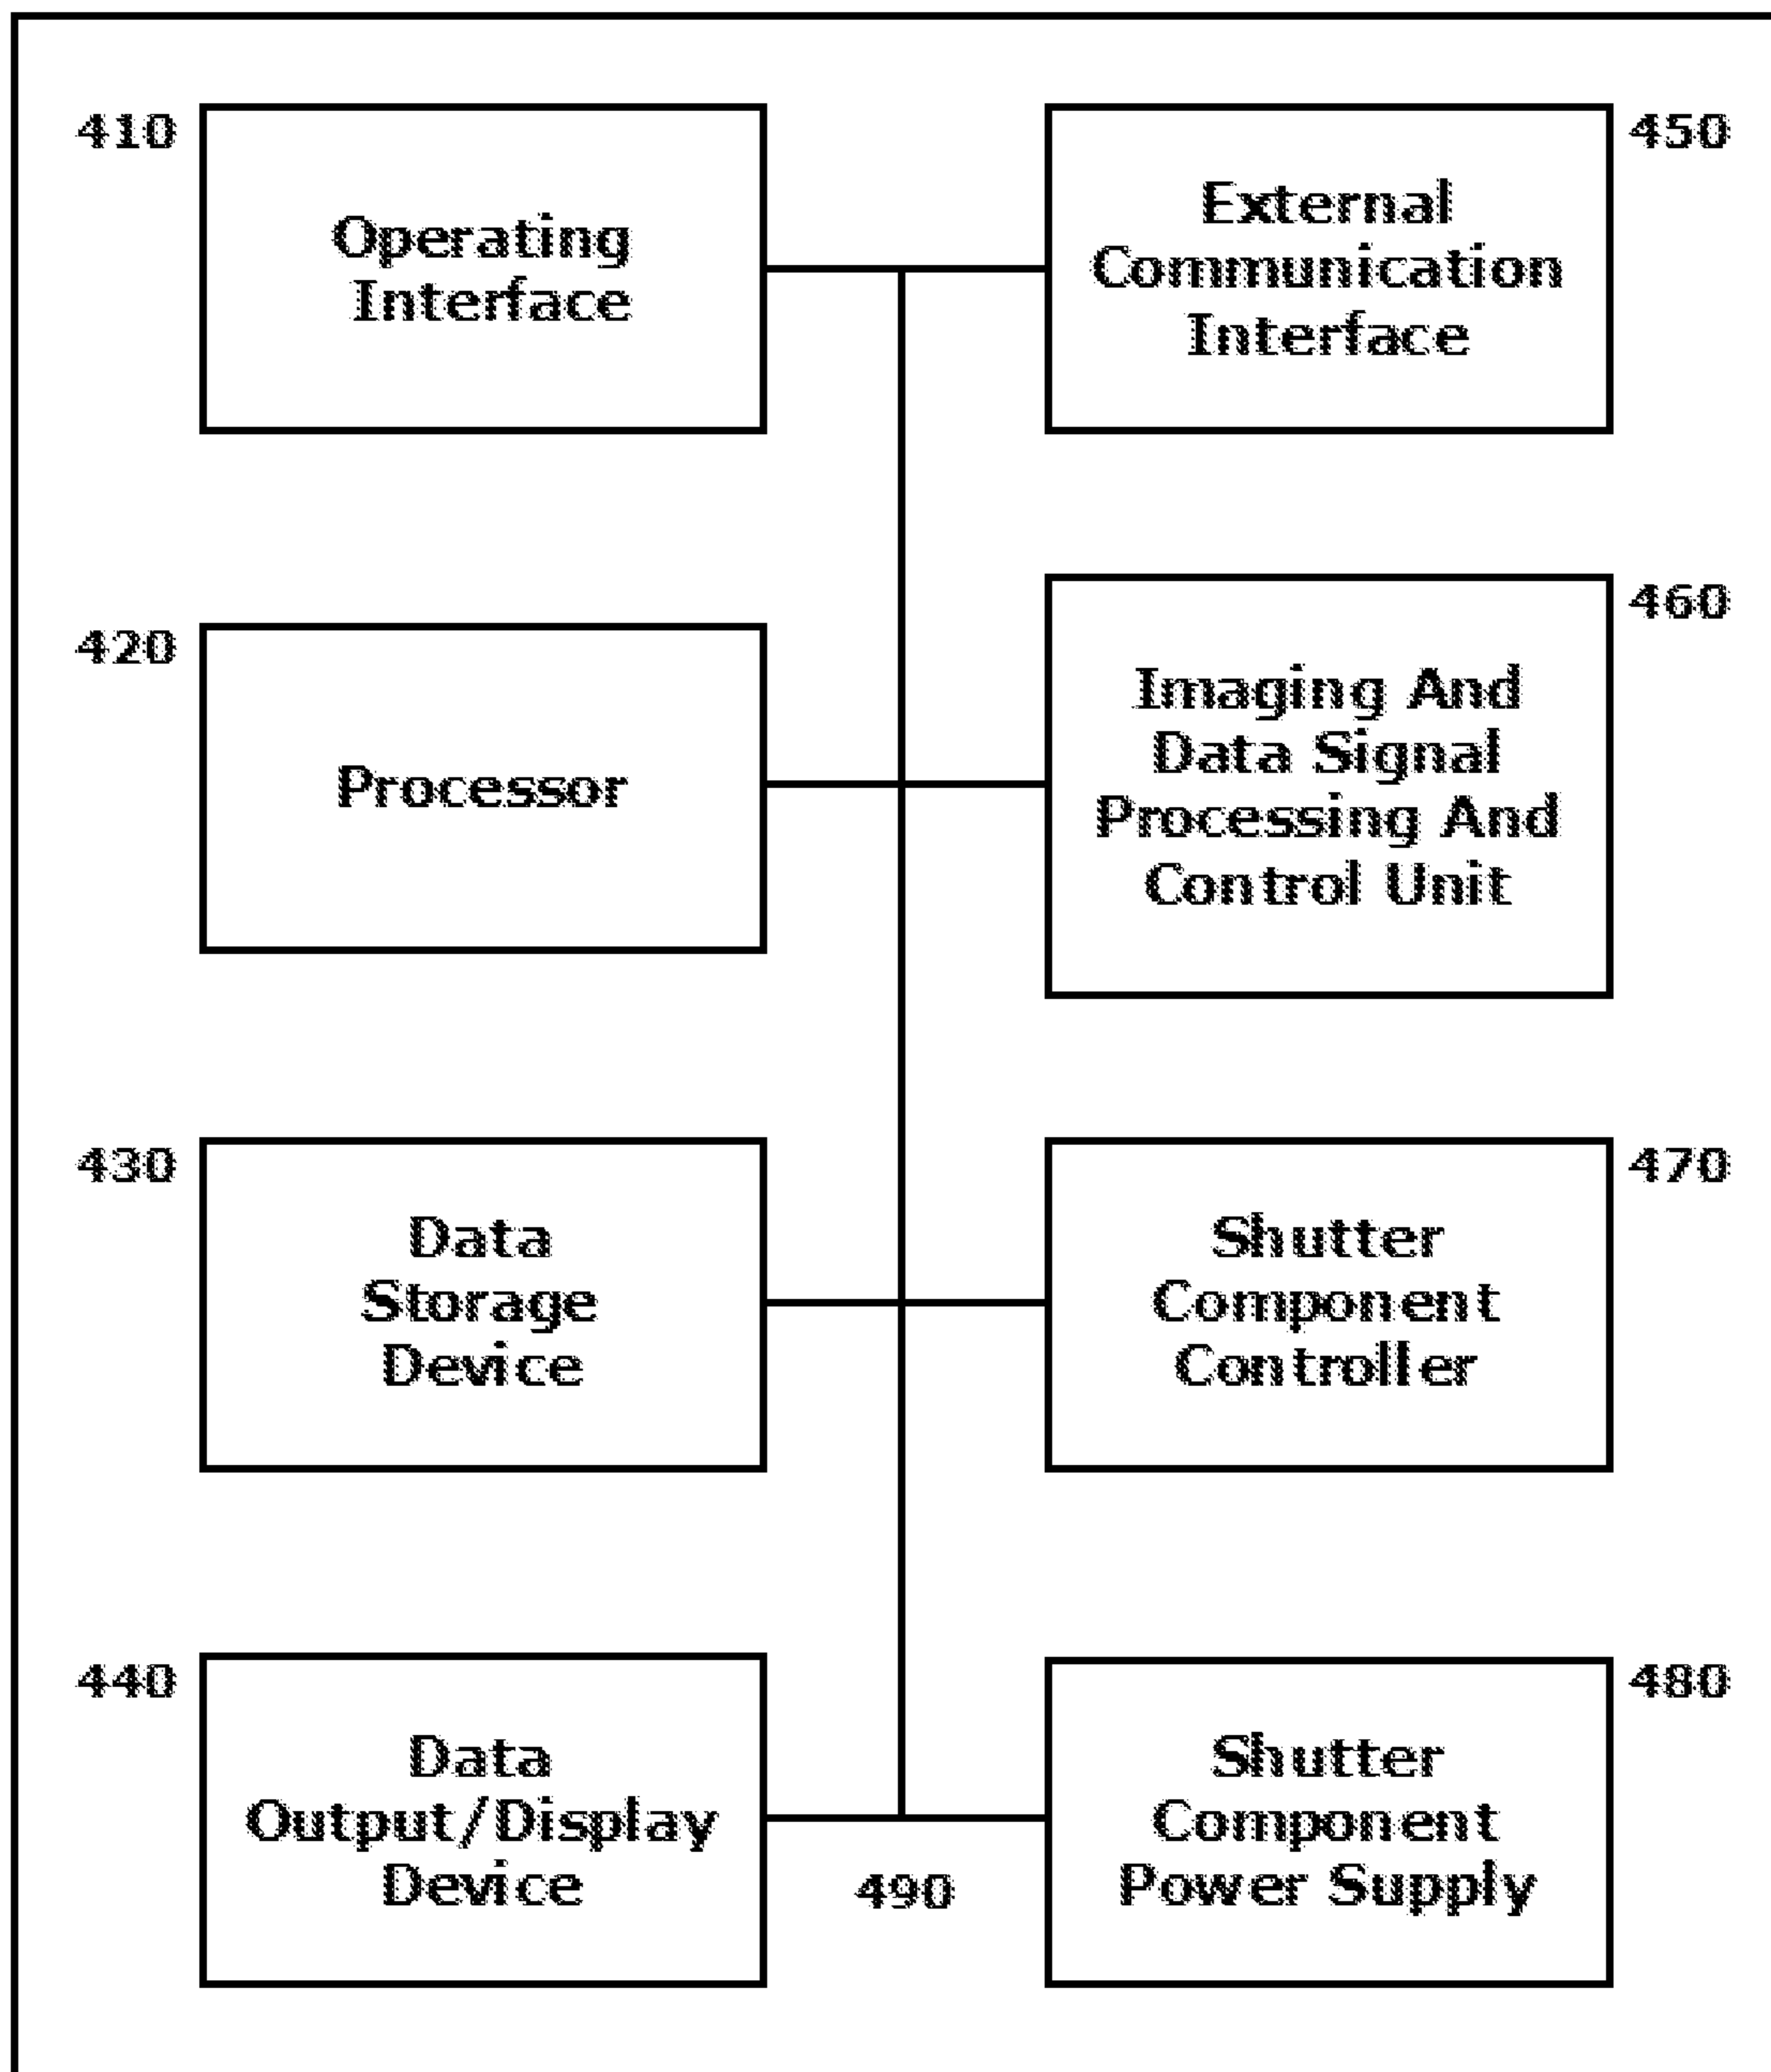 410
Operating
Interface
450
External
Communication
Interface
420
Processor
460
Imaging And
Data Signal
Processing And
Control Unit
430
Data
Storage
Device
470
Shutter
Component
Controller
440
Data
Output/Display
Device
480
Shutter
Component
Power Supply
490